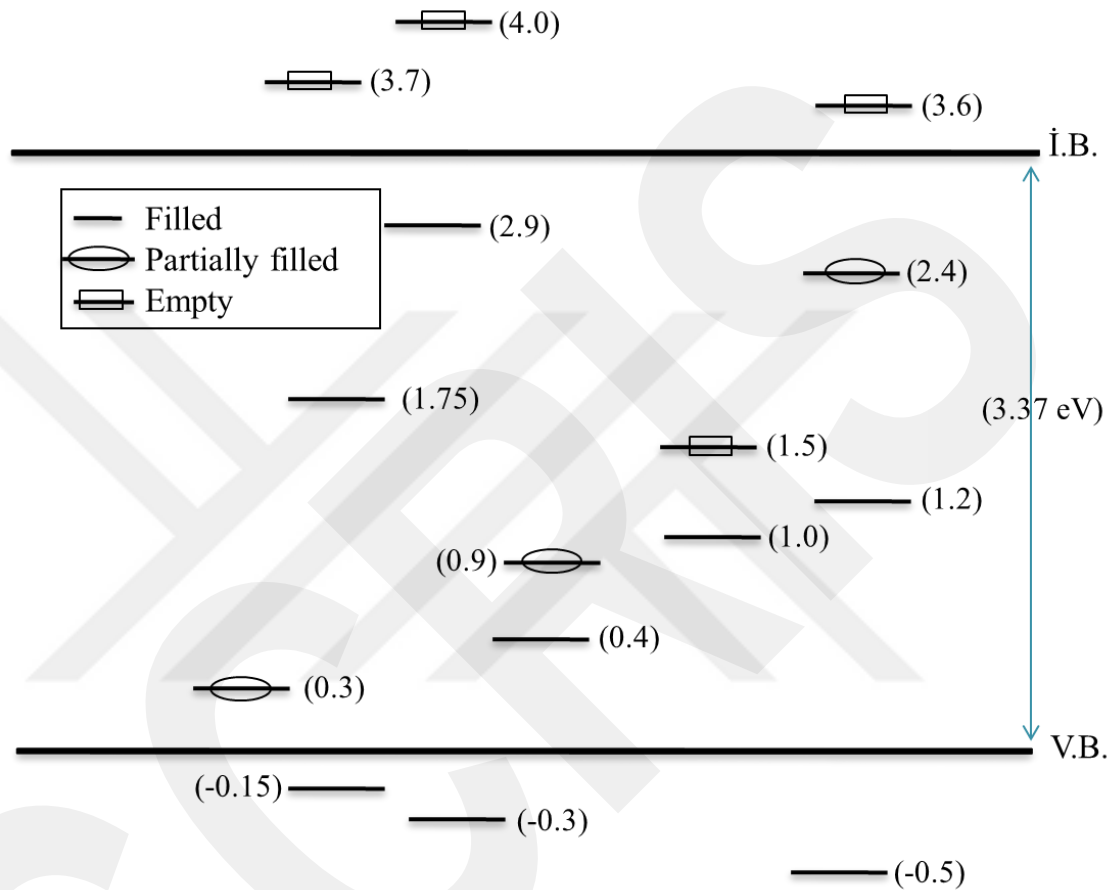 (4.0)
(3.7)
(3.6)
İ.B.
Filled
Partially filled
Empty
(2.9)
(2.4)
(1.75)
(3.37 eV)
(1.5)
(1.2)
(1.0)
(0.9)
(0.4)
(0.3)
V.B.
(-0.15)
(-0.3)
(-0.5)